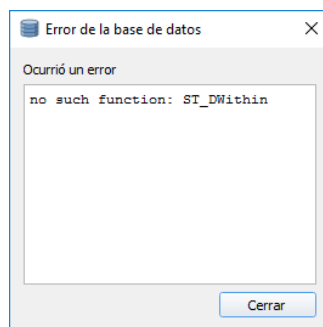 Error de la base de datos
Ocurrió un error
no such function: ST_DWithin
Cerrar